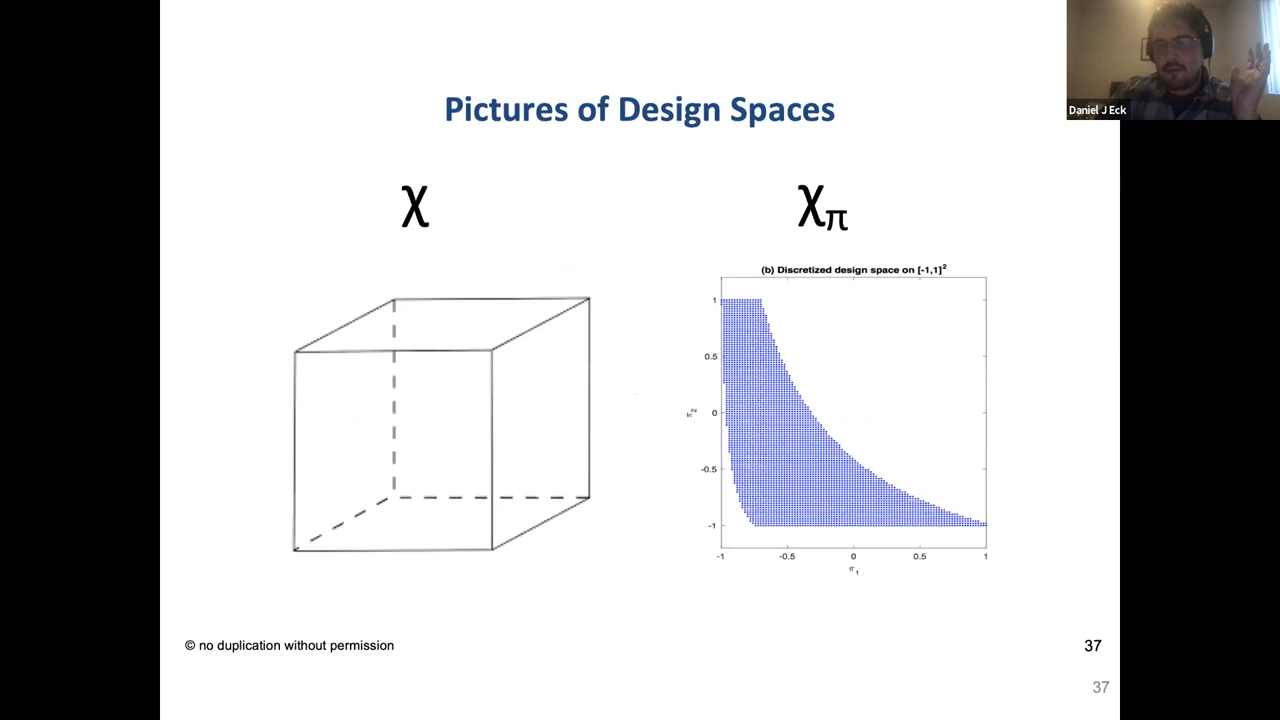 Daniel J Eck
Pictures of Design Spaces
χ
χπ
(b) Discretized design space on [-1,1]²
1
0.5
0
-0.5
-1
π₂
-1
-0.5
0
0.5
1
π₁
© no duplication without permission
37
37